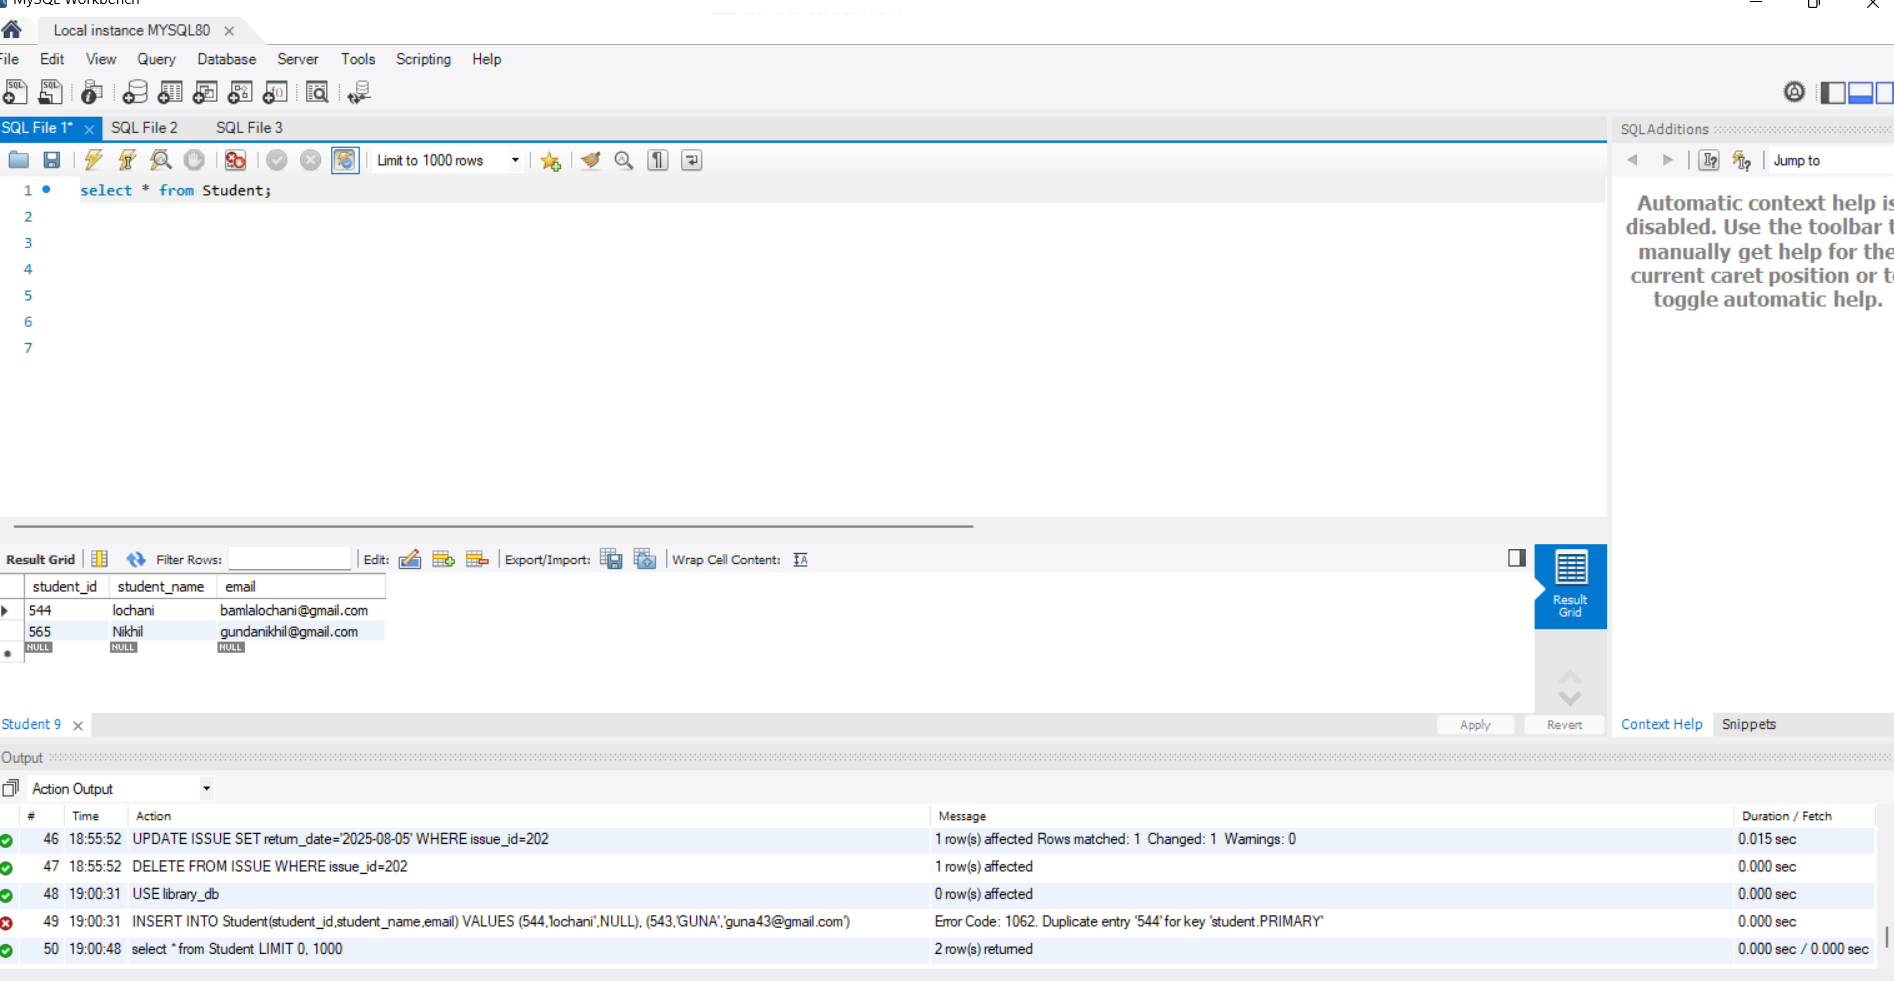 MySQL Workbench
Local instance MYSQL80
File Edit View Query Database Server Tools Scripting Help
SQL File 1* SQL File 2 SQL File 3
SQLAdditions
Limit to 1000 rows
Jump to
1 select * from Student;
2
3
4
5
6
7
Automatic context help is
disabled. Use the toolbar t
manually get help for the
current caret position or to
toggle automatic help.
Result Grid Filter Rows: Edit: Export/Import: Wrap Cell Content:
student_id student_name email
544 lochani bamlalochani@gmail.com
565 Nikhil gundanikhil@gmail.com
NULL NULL NULL
Result
Grid
Student 9 Apply Revert
Context Help Snippets
Output
Action Output
# Time Action Message Duration / Fetch
46 18:55:52 UPDATE ISSUE SET return_date='2025-08-05' WHERE issue_id=202 1 row(s) affected Rows matched: 1 Changed: 1 Warnings: 0 0.015 sec
47 18:55:52 DELETE FROM ISSUE WHERE issue_id=202 1 row(s) affected 0.000 sec
48 19:00:31 USE library_db 0 row(s) affected 0.000 sec
49 19:00:31 INSERT INTO Student(student_id,student_name,email) VALUES (544,'lochani',NULL), (543,'GUNA','guna43@gmail.com') Error Code: 1062. Duplicate entry '544' for key 'student.PRIMARY' 0.000 sec
50 19:00:48 select * from Student LIMIT 0, 1000 2 row(s) returned 0.000 sec / 0.000 sec